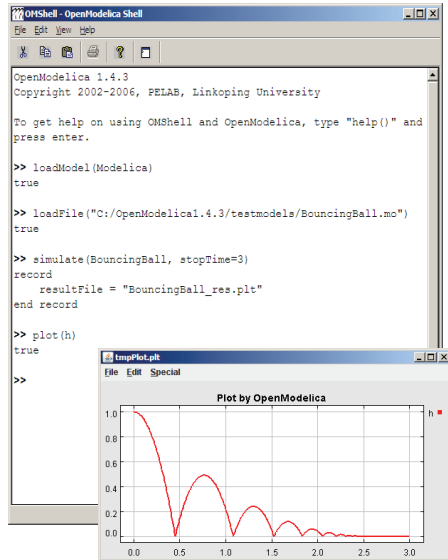 OMShell - OpenModelica Shell
File Edit View Help
OpenModelica 1.4.3
Copyright 2002-2006, PELAB, Linkoping University
To get help on using OMShell and OpenModelica, type "help()" and
press enter.
>> loadModel(Modelica)
true
>> loadFile("C:/OpenModelica1.4.3/testmodels/BouncingBall.mo")
true
>> simulate(BouncingBall, stopTime=3)
record
resultFile = "BouncingBall_res.plt"
end record
>> plot(h)
true
>>
tmpPlot.plt
File Edit Special
Plot by OpenModelica
h
1.0
0.8
0.6
0.4
0.2
0.0
0.0 0.5 1.0 1.5 2.0 2.5 3.0